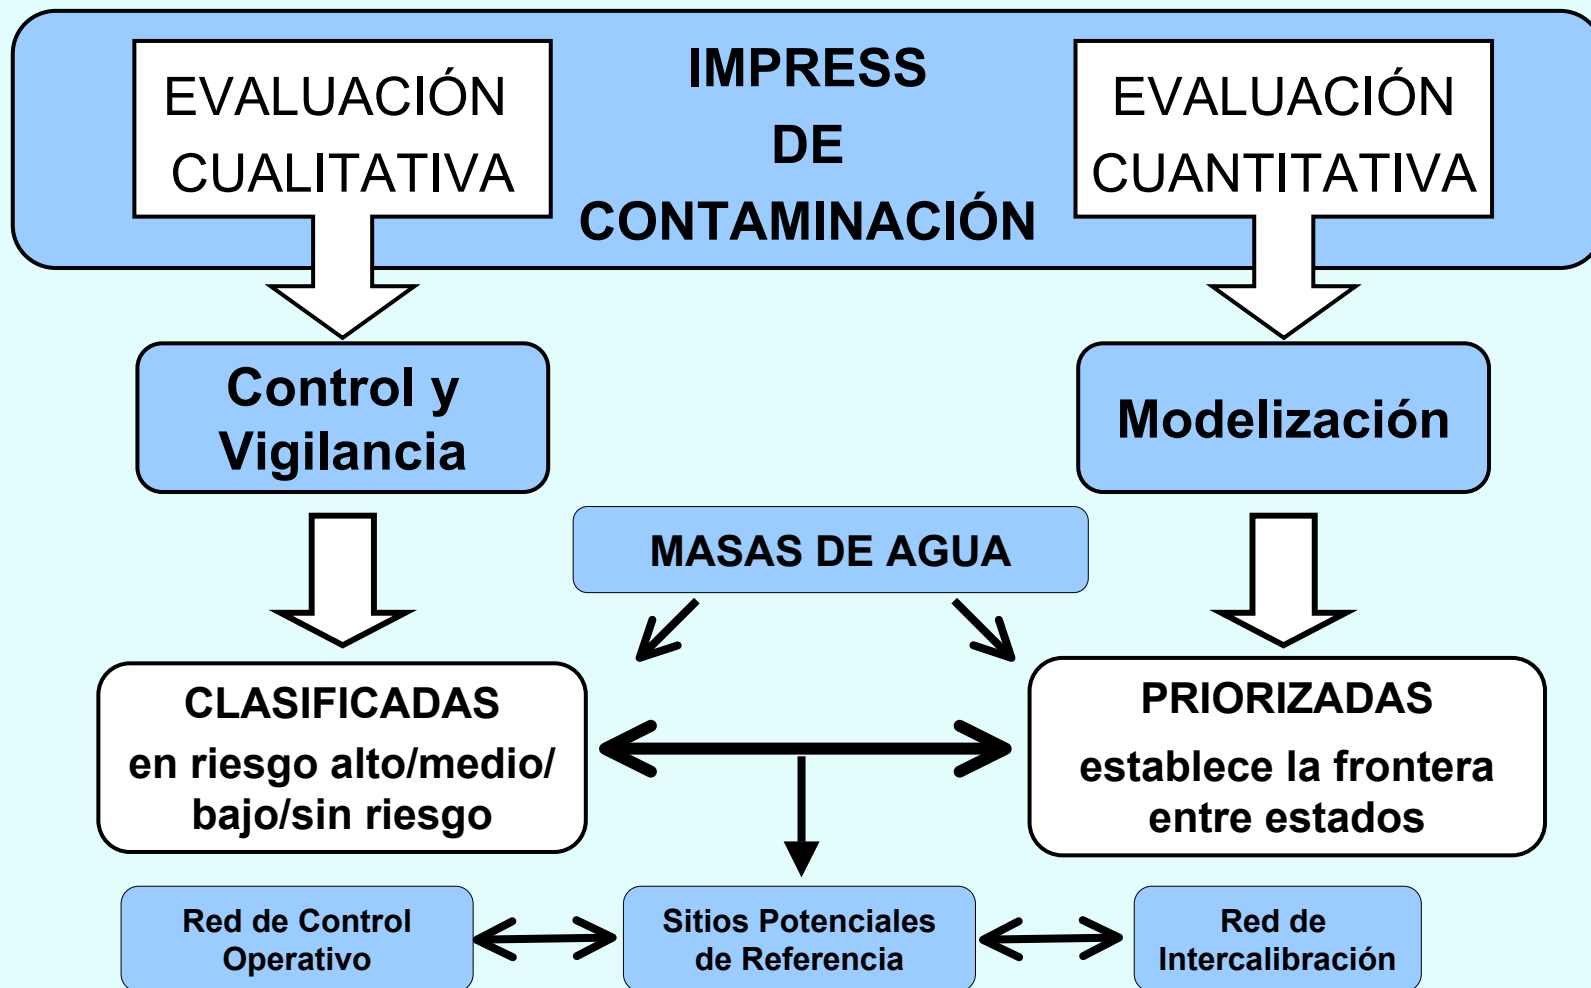 EVALUACIÓN
CUALITATIVA
IMPRESS
DE
CONTAMINACIÓN
EVALUACIÓN
CUANTITATIVA
Control y
Vigilancia
Modelización
MASAS DE AGUA
CLASIFICADAS
en riesgo alto/medio/
bajo/sin riesgo
PRIORIZADAS
establece la frontera
entre estados
Red de Control
Operativo
Sitios Potenciales
de Referencia
Red de
Intercalibración